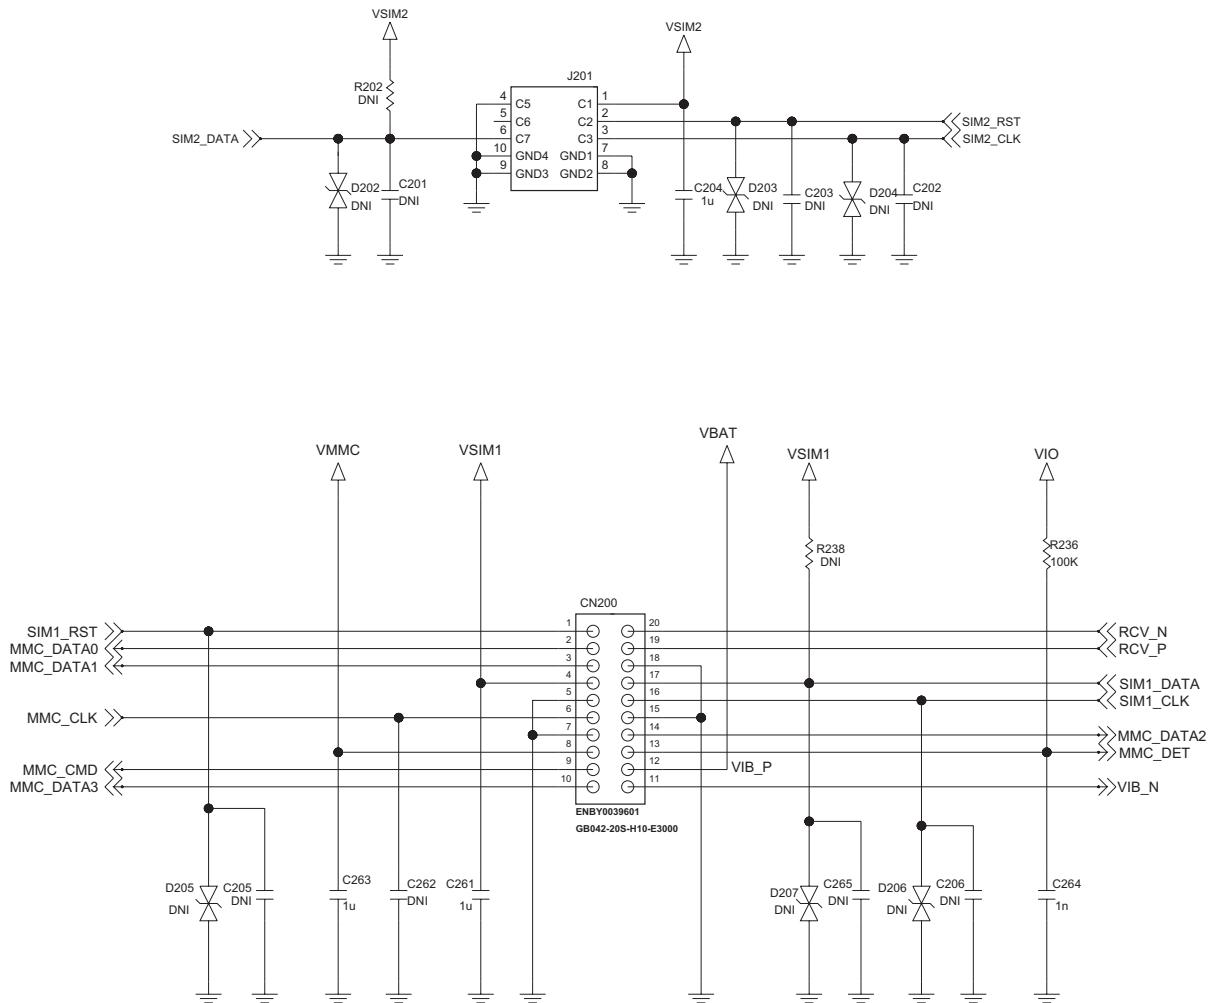 VSIM2
VSIM2
J201
R202
DNI
4 C5 C1 1
5 C6 C2 2
6 C7 C3 3
10 GND4 GND1 7
9 GND3 GND2 8
SIM2_DATA
SIM2_RST
SIM2_CLK
D202
DNI
C201
DNI
C204
1u
D203
DNI
C203
DNI
D204
DNI
C202
DNI
VMMC
VSIM1
VBAT
VSIM1
VIO
R238
DNI
R236
100K
CN200
SIM1_RST 1 20 RCV_N
MMC_DATA0 2 19 RCV_P
MMC_DATA1 3 18
4 17 SIM1_DATA
5 16 SIM1_CLK
MMC_CLK 6 15
7 14 MMC_DATA2
8 13 MMC_DET
MMC_CMD 9 12 VIB_P
MMC_DATA3 10 11 VIB_N
ENBY0039601
GB042-20S-H10-E3000
D205
DNI
C205
DNI
C263
1u
C262
DNI
C261
1u
D207
DNI
C265
DNI
D206
DNI
C206
DNI
C264
1n